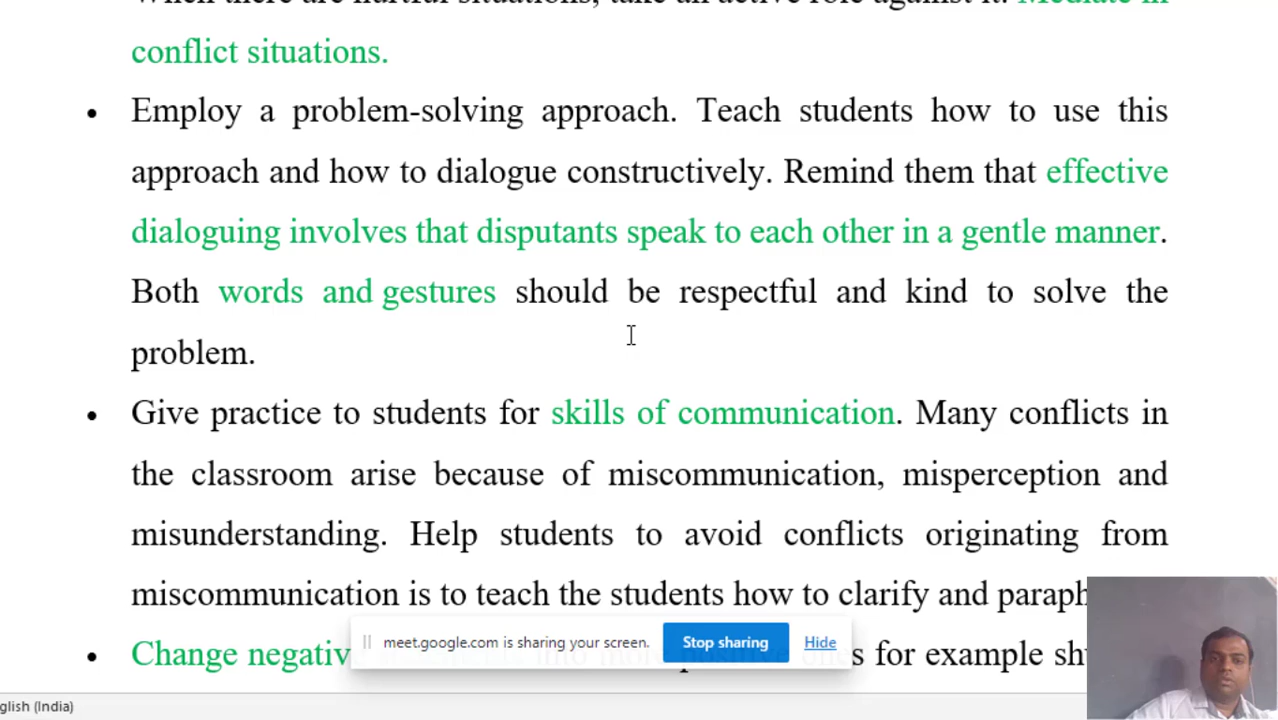 conflict situations.
• Employ a problem-solving approach. Teach students how to use this
approach and how to dialogue constructively. Remind them that effective
dialoguing involves that disputants speak to each other in a gentle manner.
Both words and gestures should be respectful and kind to solve the
problem.
• Give practice to students for skills of communication. Many conflicts in
the classroom arise because of miscommunication, misperception and
misunderstanding. Help students to avoid conflicts originating from
miscommunication is to teach the students how to clarify and paraph
meet.google.com is sharing your screen. Stop sharing Hide
• Change negativ for example
glish (India)